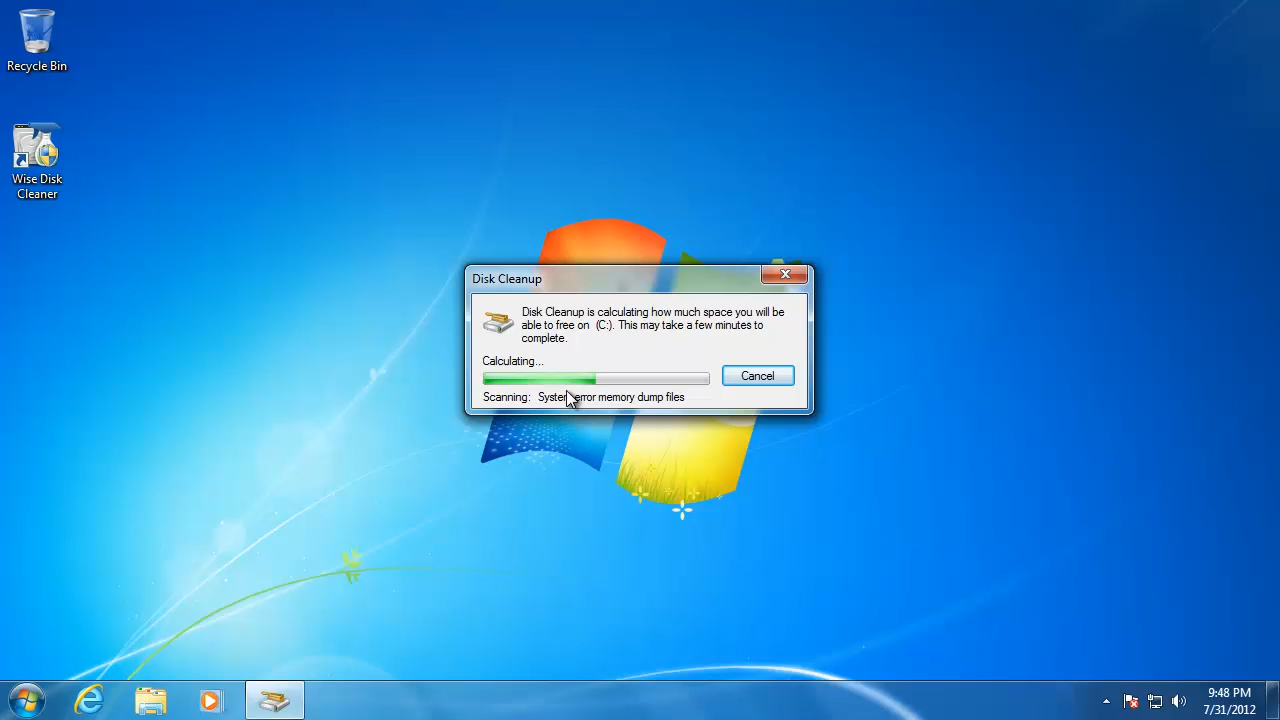 Recycle Bin
Wise Disk
Cleaner
Disk Cleanup
Disk Cleanup is calculating how much space you will be
able to free on  (C:). This may take a few minutes to
complete.
Calculating...
Cancel
Scanning: System error memory dump files
9:48 PM
7/31/2012